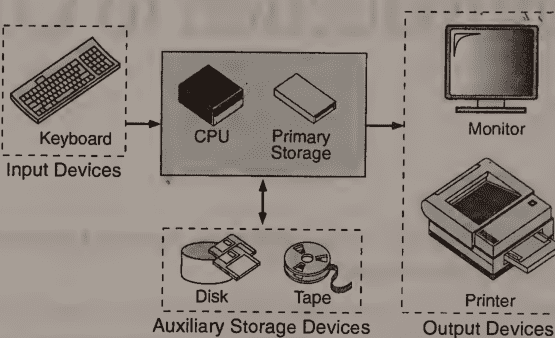 Keyboard
Input Devices
CPU
Primary
Storage
Monitor
Printer
Output Devices
Disk
Tape
Auxiliary Storage Devices